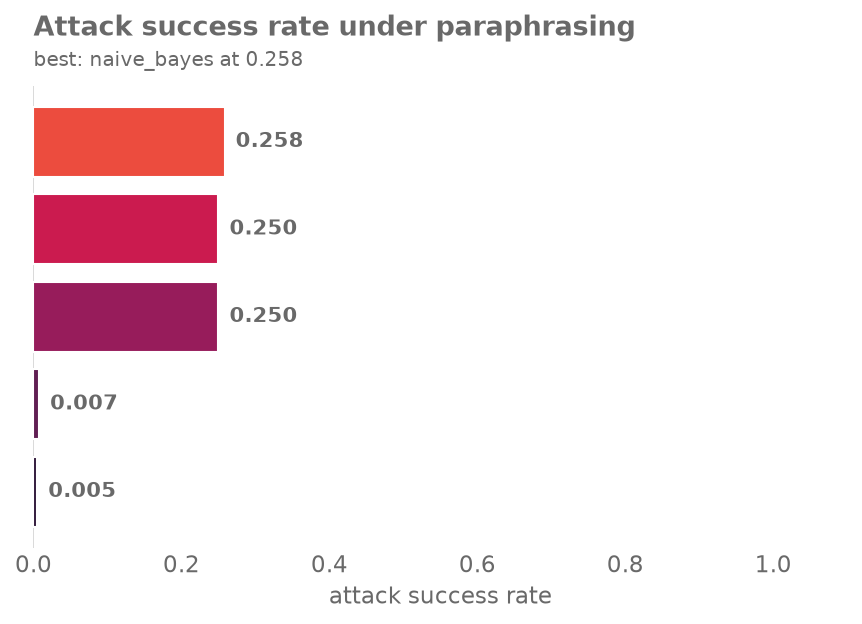 Attack success rate under paraphrasing
best: naive_bayes at 0.258
0.258
0.250
0.250
0.007
0.005
0.0 0.2 0.4 0.6 0.8 1.0
attack success rate